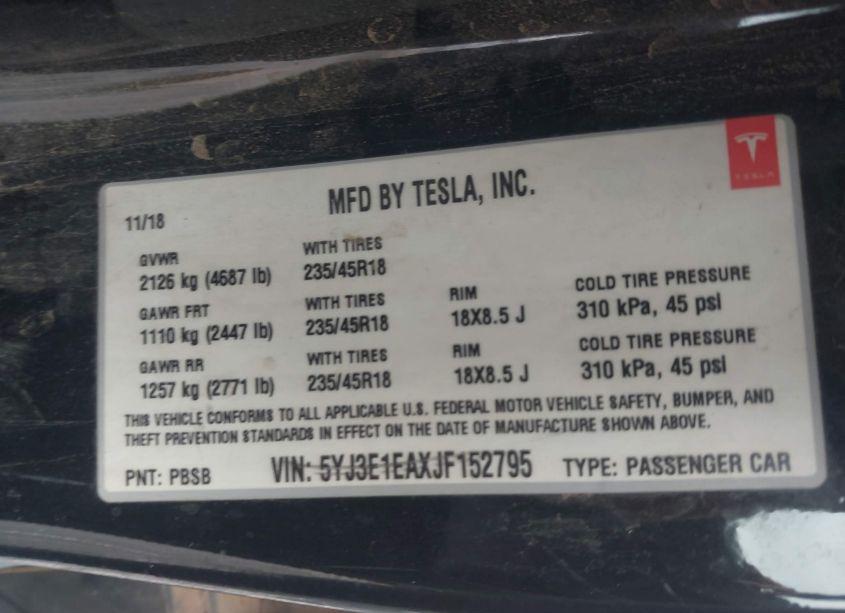 TESLA
MFD BY TESLA, INC.
11/18
GVWR WITH TIRES
2126 kg (4687 lb) 235/45R18
GAWR FRT WITH TIRES RIM COLD TIRE PRESSURE
1110 kg (2447 lb) 235/45R18 18X8.5 J 310 kPa, 45 psi
GAWR RR WITH TIRES RIM COLD TIRE PRESSURE
1257 kg (2771 lb) 235/45R18 18X8.5 J 310 kPa, 45 psi
THIS VEHICLE CONFORMS TO ALL APPLICABLE U.S. FEDERAL MOTOR VEHICLE SAFETY, BUMPER, AND
THEFT PREVENTION STANDARDS IN EFFECT ON THE DATE OF MANUFACTURE SHOWN ABOVE.
PNT: PBSB VIN: 5YJ3E1EAXJF152795 TYPE: PASSENGER CAR